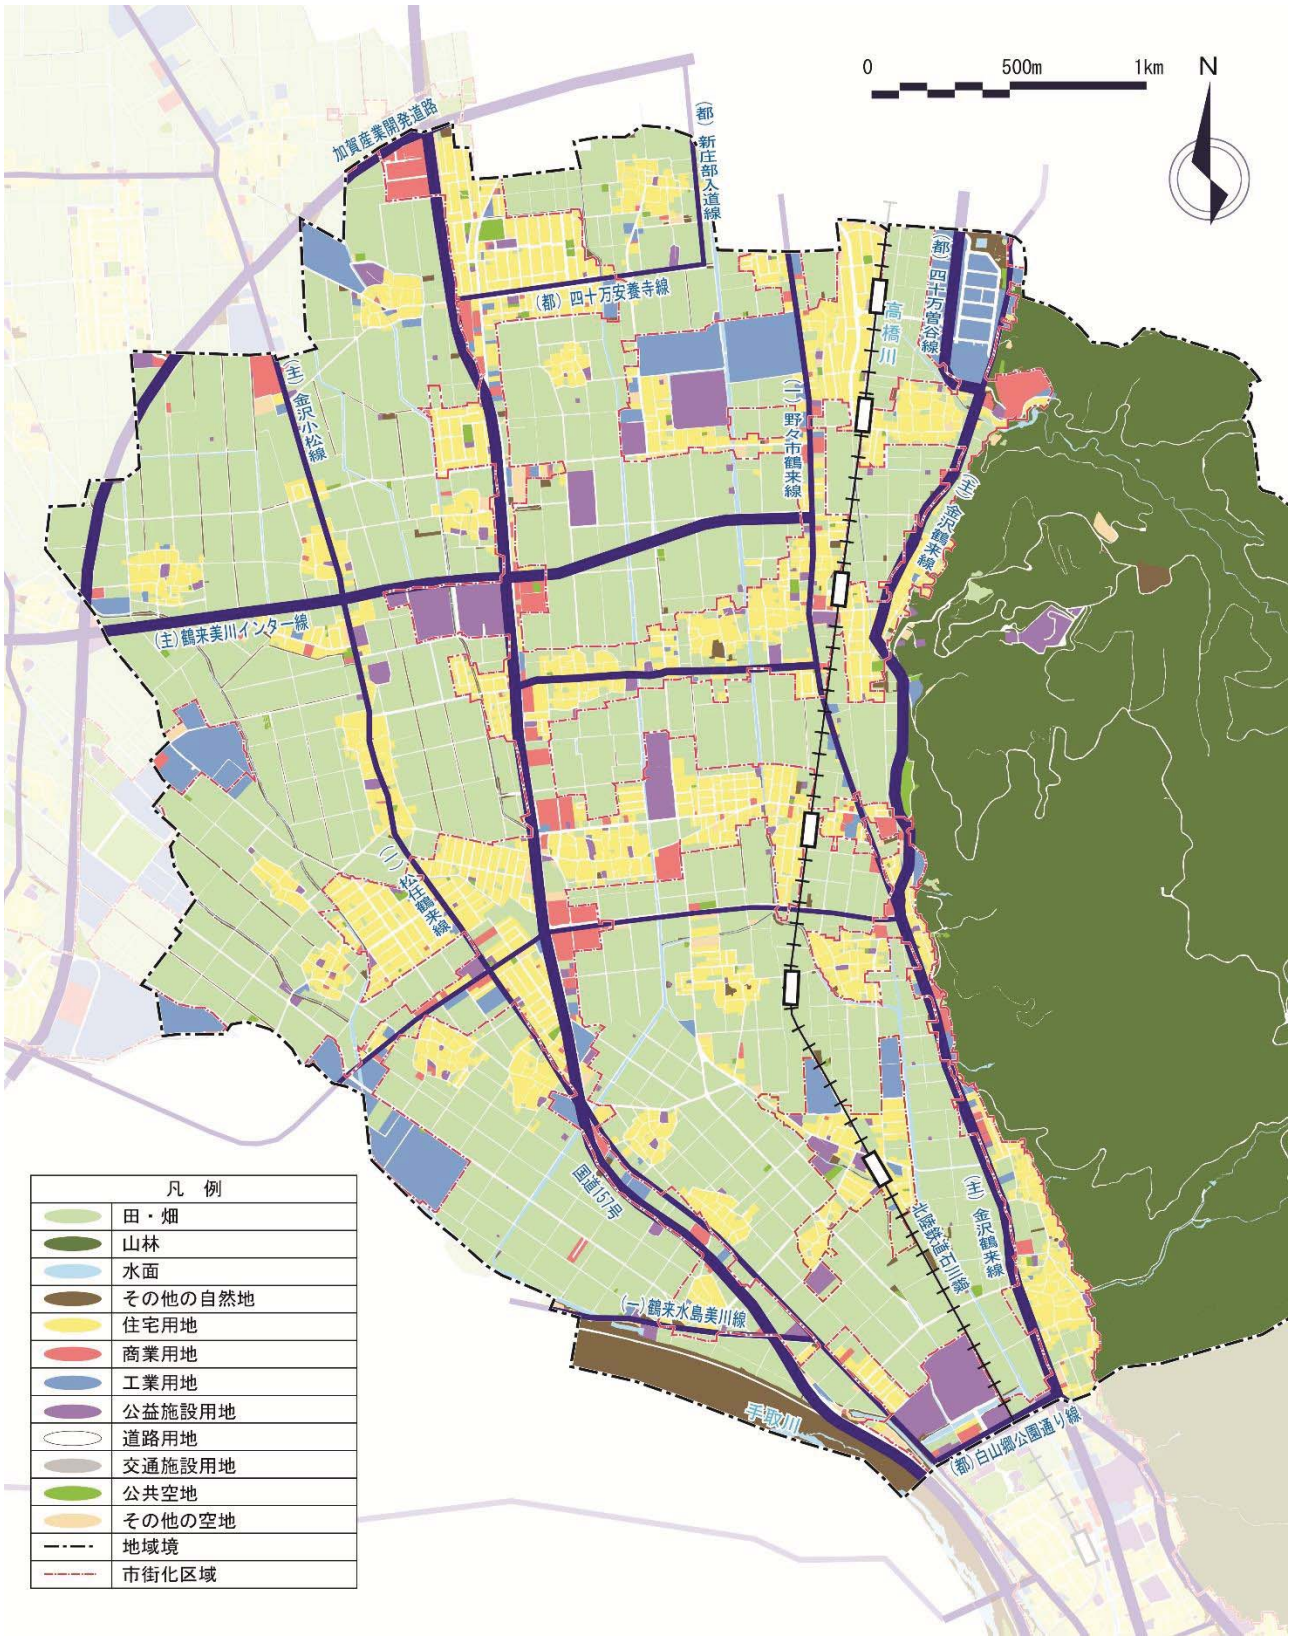 0 500m 1km
N
加賀産業開発道路
(都) 新庄部入道線
(都) 四十万安養寺線
(都) 四十万曽谷線
高橋川
(主) 金沢小松線
(一) 野々市鶴来線
(主) 金沢鶴来線
(主) 鶴来美川インター線
(一) 松任鶴来線
国道157号
北陸鉄道石川線
(主) 金沢鶴来線
(一) 鶴来水島美川線
手取川
(都) 白山郷公園通り線
凡 例
田・畑
山林
水面
その他の自然地
住宅用地
商業用地
工業用地
公益施設用地
道路用地
交通施設用地
公共空地
その他の空地
地域境
市街化区域